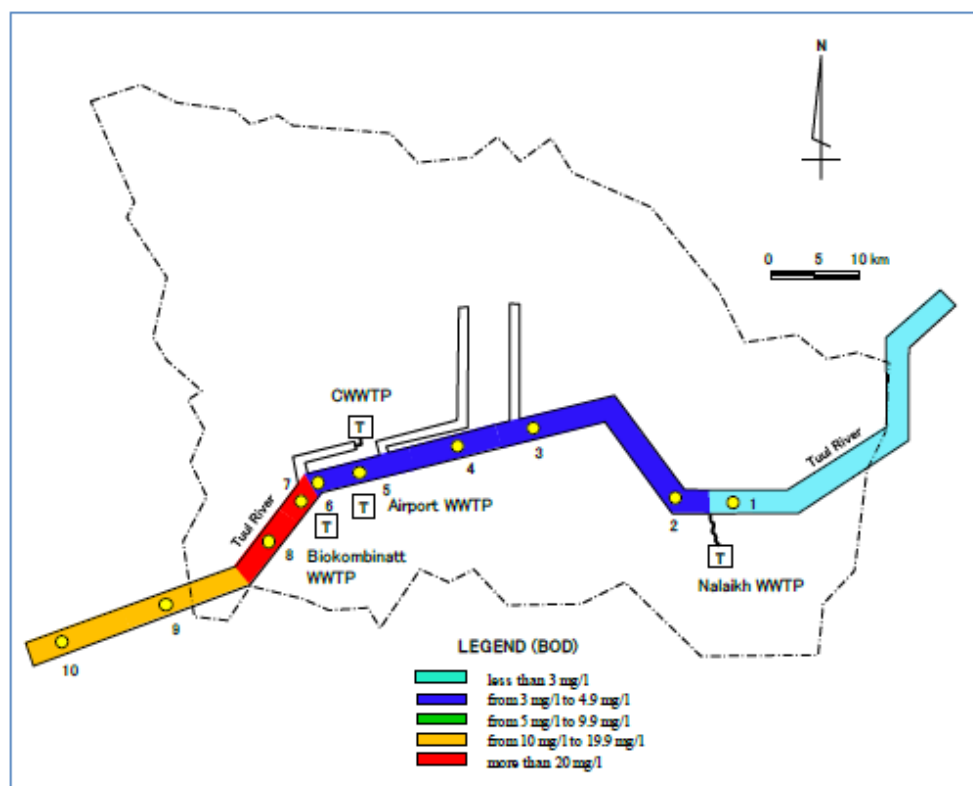 N
0 5 10 km
CWWTP
T
Tuul River
7
5
4
3
2
1
6
T
Airport WWTP
T
Tuul River
8
Biokombinatt
WWTP
T
Nalaikh WWTP
9
10
LEGEND (BOD)
less than 3 mg/l
from 3 mg/l to 4.9 mg/l
from 5 mg/l to 9.9 mg/l
from 10 mg/l to 19.9 mg/l
more than 20 mg/l